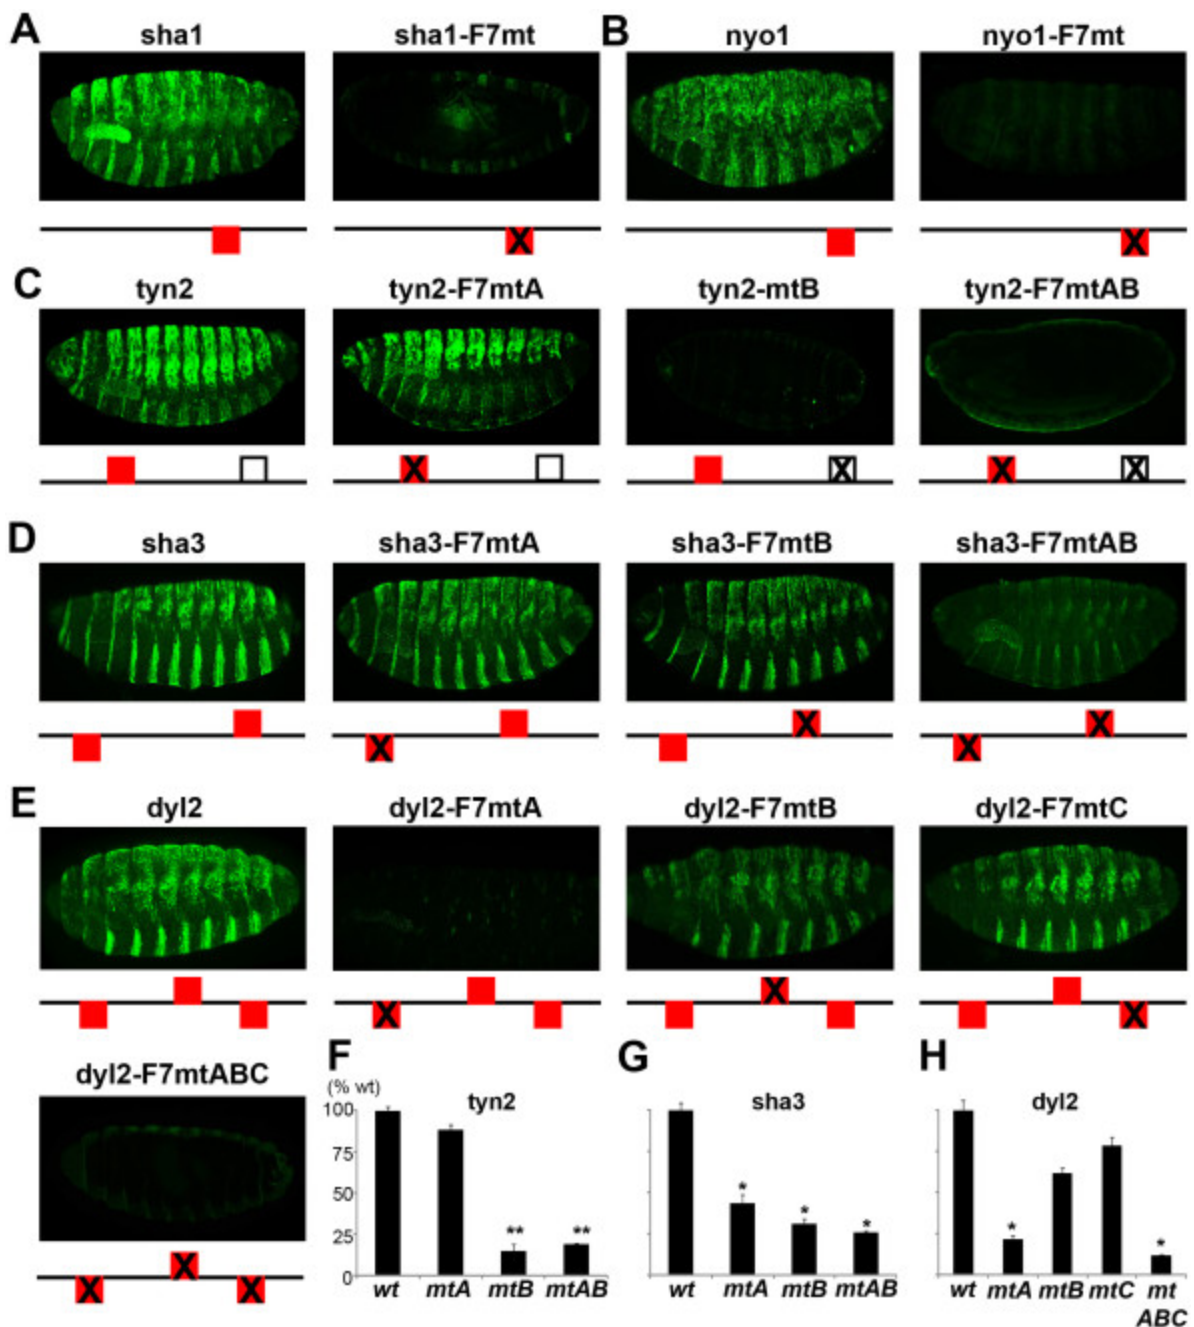 A sha1 sha1-F7mt B nyo1 nyo1-F7mt
X X
C tyn2 tyn2-F7mtA tyn2-mtB tyn2-F7mtAB
X X X X
D sha3 sha3-F7mtA sha3-F7mtB sha3-F7mtAB
X X
X X
E dyl2 dyl2-F7mtA dyl2-F7mtB dyl2-F7mtC
X
X X
dyl2-F7mtABC
X
X X
F
(% wt) tyn2
100
75
50
25
0
** **
wt mtA mtB mtAB
G
sha3
* * *
wt mtA mtB mtAB
H
dyl2
* *
wt mtA mtB mtC mt
ABC